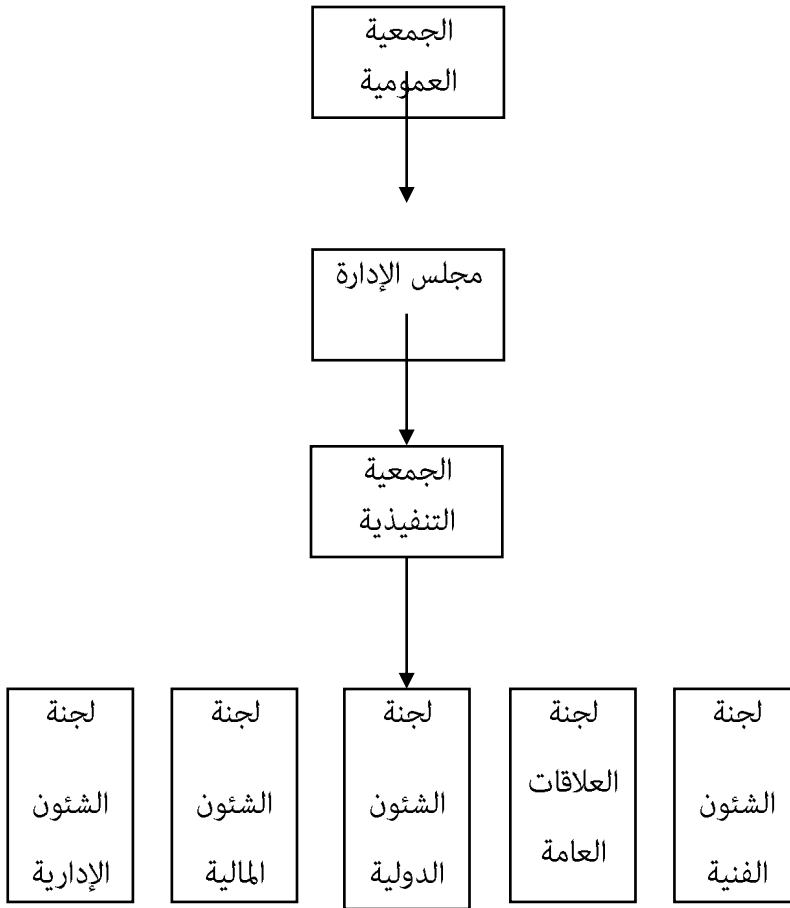 الجمعية
العمومية
مجلس الإدارة
الجمعية
التنفيذية
لجنة
الشئون
الفنية
لجنة
العلاقات
العامة
لجنة
الشئون
الدولية
لجنة
الشئون
المالية
لجنة
الشئون
الإدارية